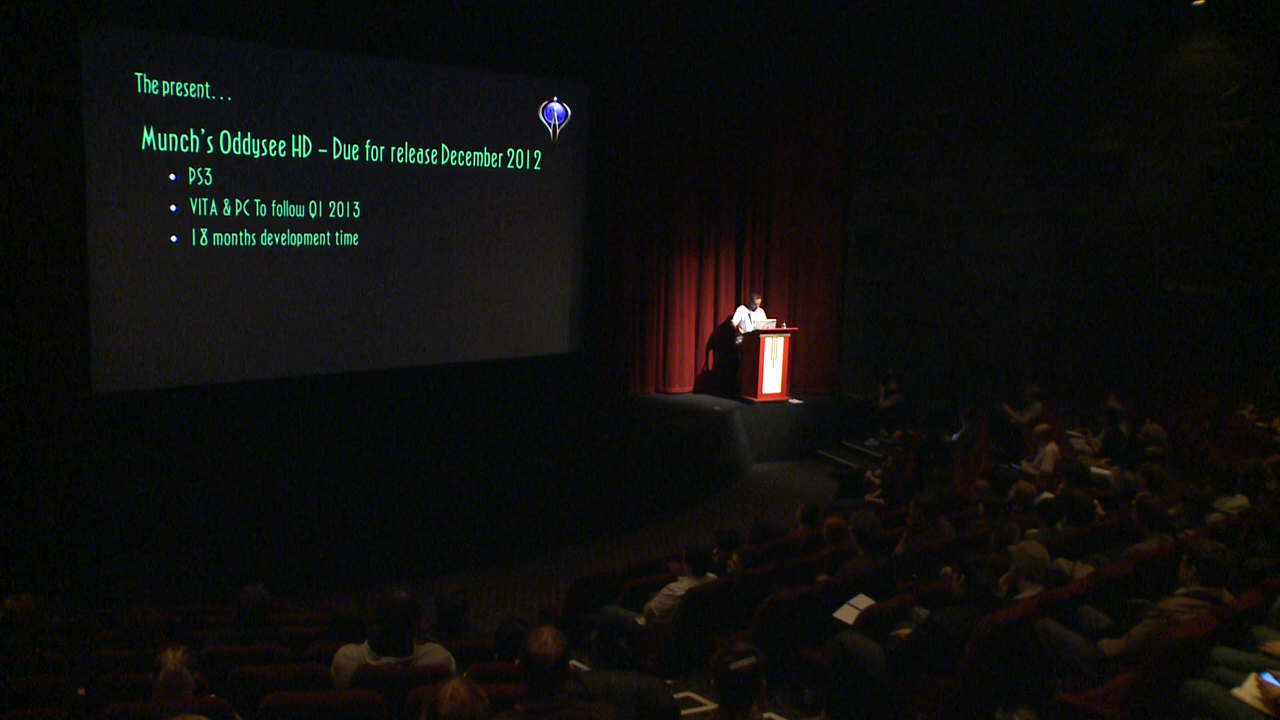 The present...
Munch's Oddysee HD – Due for release December 2012
PS3
VITA & PC To follow Q1 2013
18 months development time